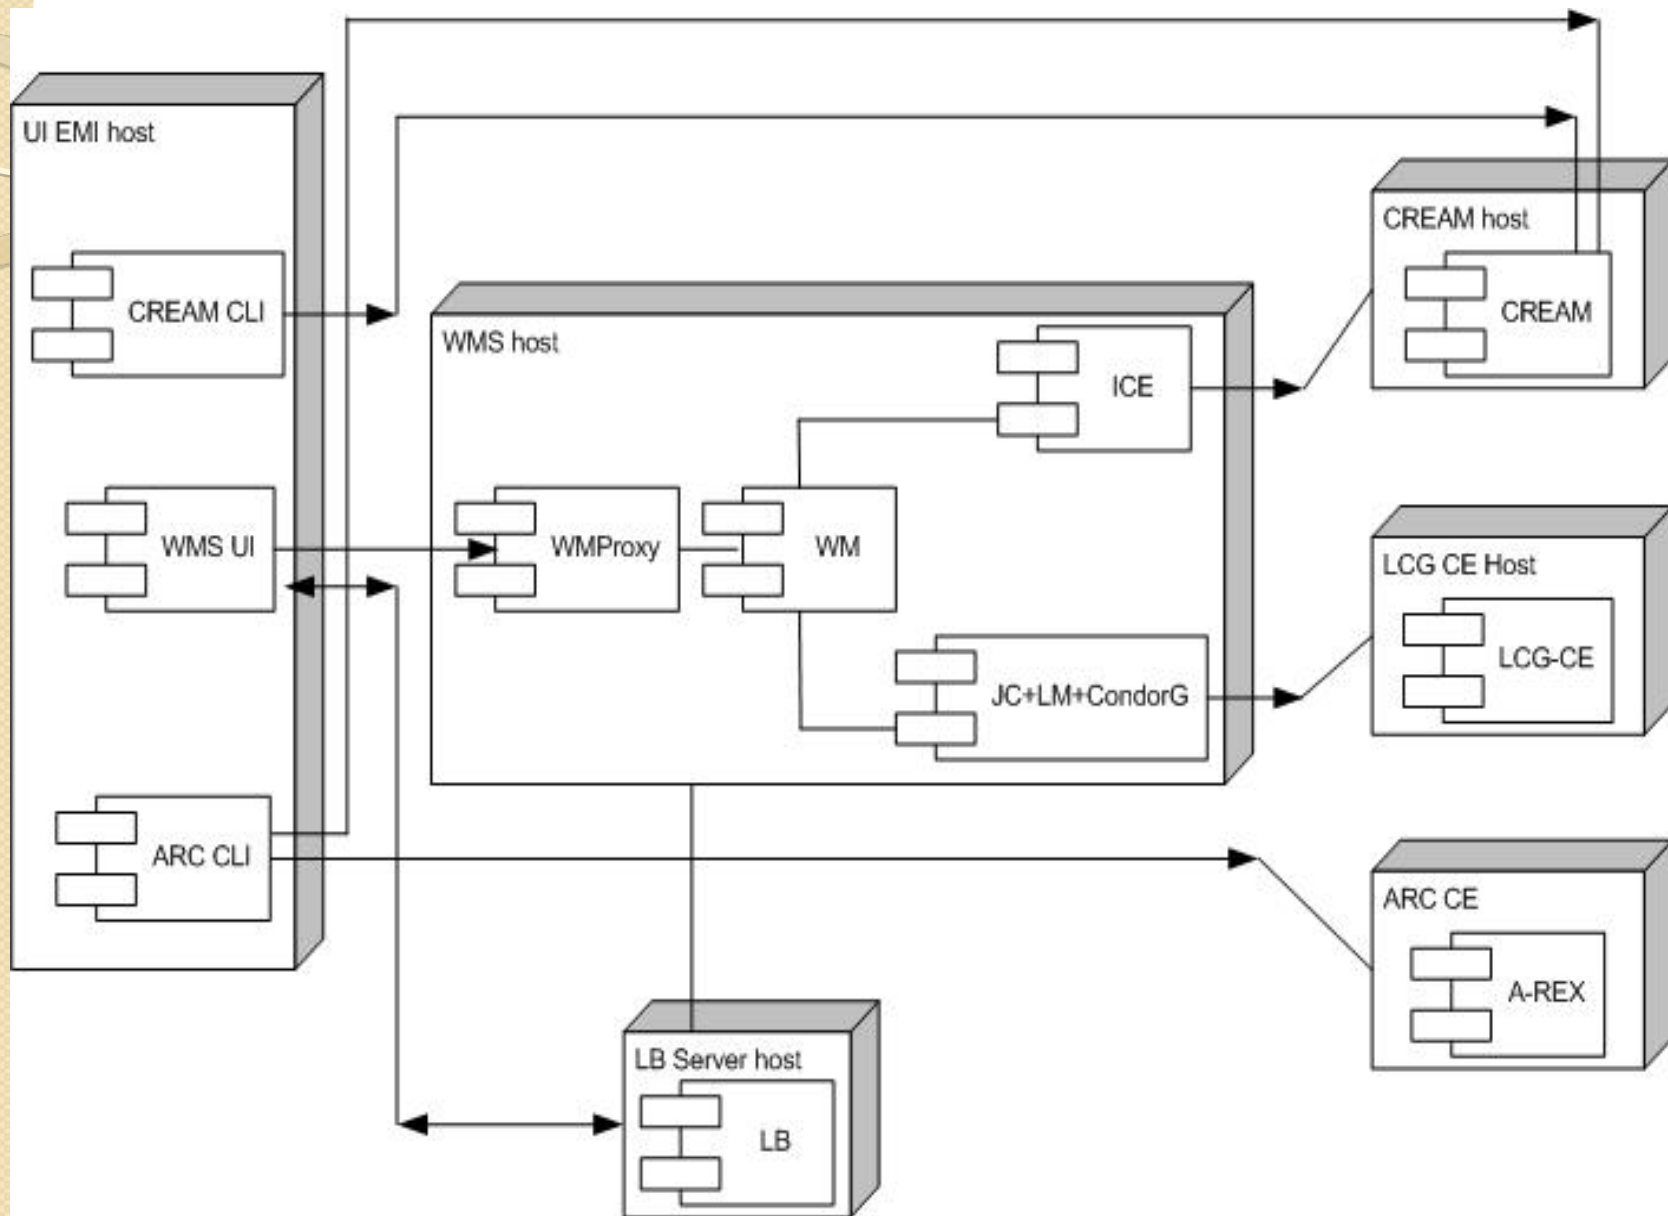 UI EMI host
CREAM CLI
WMS UI
ARC CLI
WMS host
ICE
WMProxy
WM
JC+LM+CondorG
LB Server host
LB
CREAM host
CREAM
LCG CE Host
LCG-CE
ARC CE
A-REX